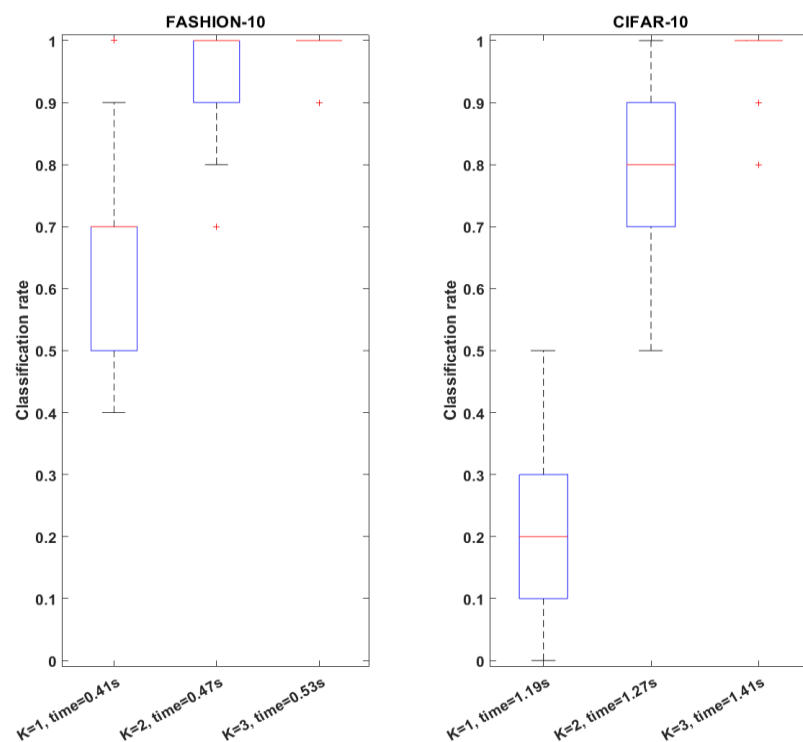 FASHION-10
Classification rate
1
0.9
0.8
0.7
0.6
0.5
0.4
0.3
0.2
0.1
0
K=1, time=0.41s
K=2, time=0.47s
K=3, time=0.53s
CIFAR-10
Classification rate
1
0.9
0.8
0.7
0.6
0.5
0.4
0.3
0.2
0.1
0
K=1, time=1.19s
K=2, time=1.27s
K=3, time=1.41s